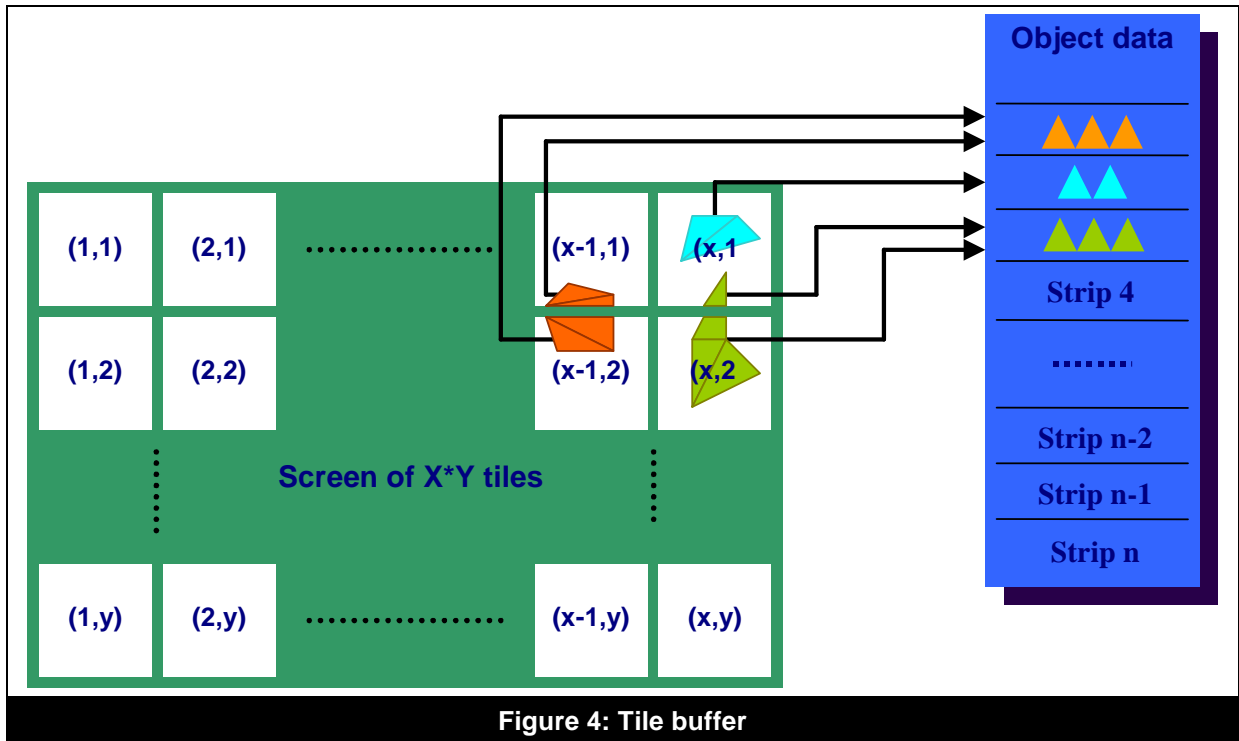 Object data
(1,1) (2,1) (x-1,1) (x,1
Strip 4
(1,2) (2,2) (x-1,2) (x,2
Strip n-2
Screen of X*Y tiles
Strip n-1
Strip n
(1,y) (2,y) (x-1,y) (x,y)
Figure 4: Tile buffer